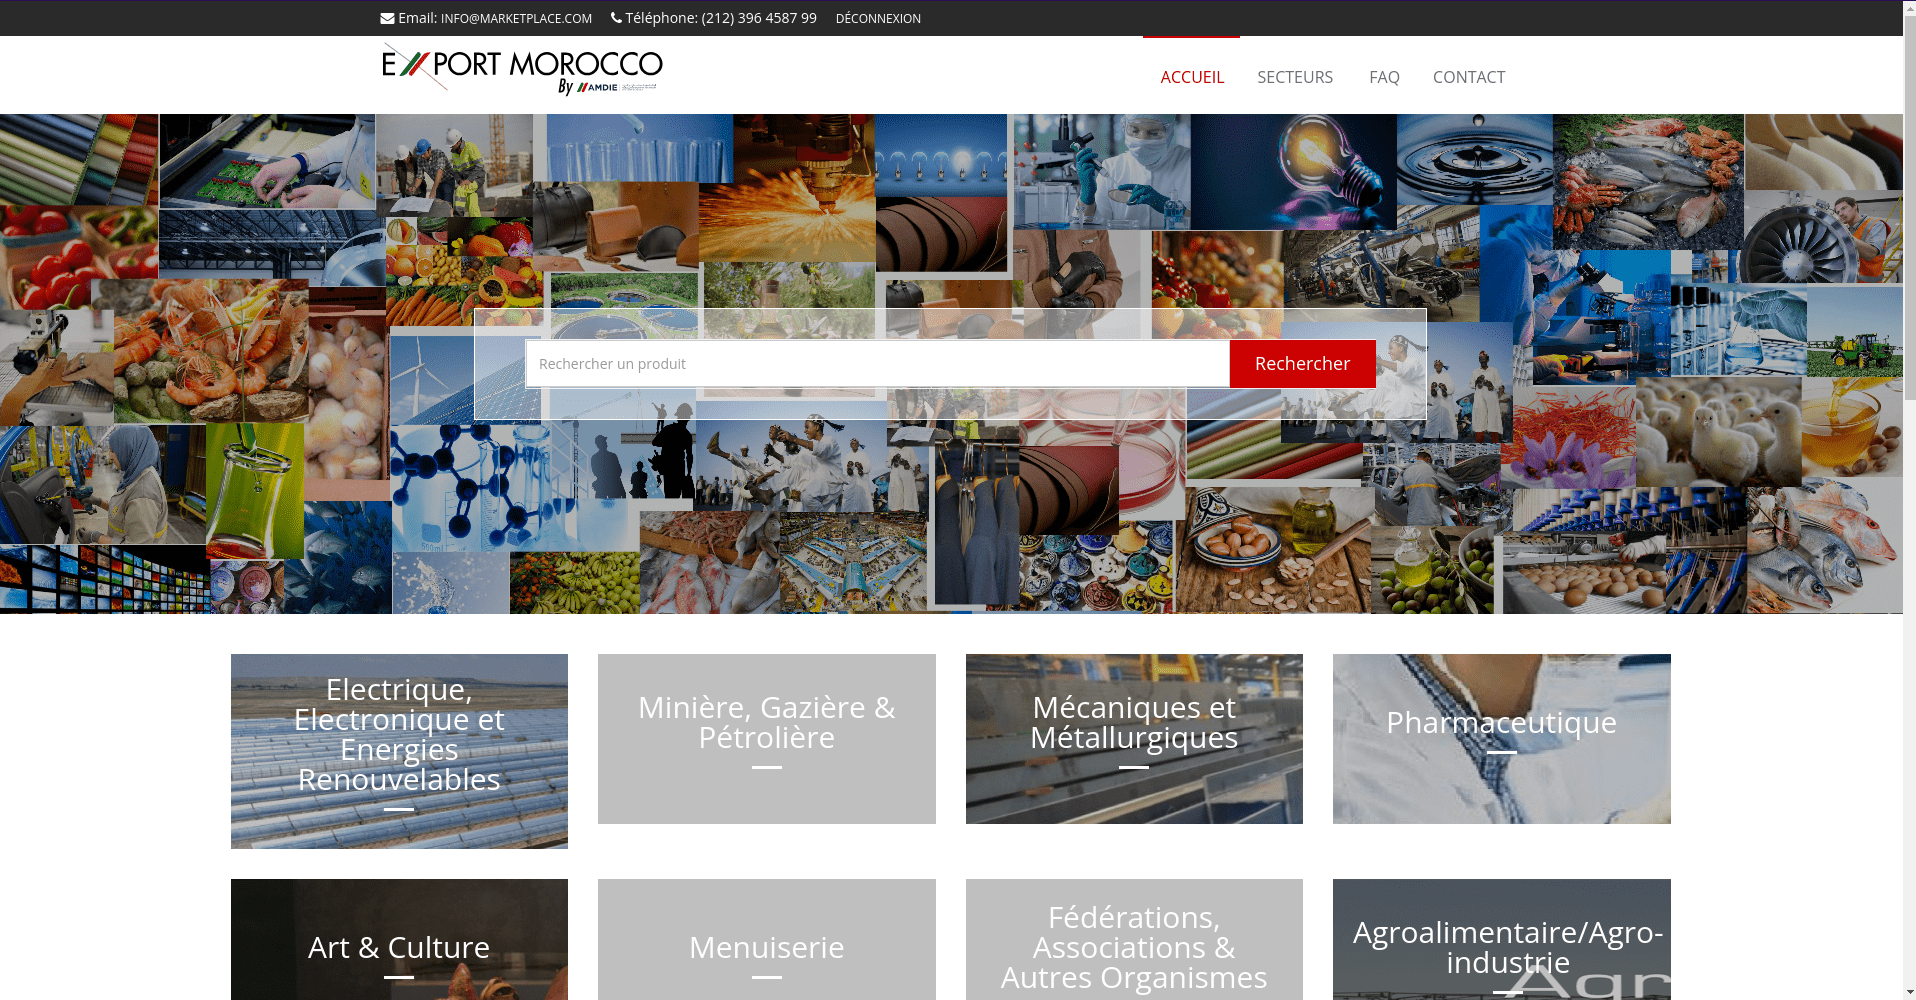 Email: INFO@MARKETPLACE.COM Téléphone: (212) 396 4587 99 DÉCONNEXION
EXPORT MOROCCO
By AMDIE
ACCUEIL SECTEURS FAQ CONTACT
Rechercher un produit Rechercher
Electrique,
Electronique et
Energies
Renouvelables
Minière, Gazière &
Pétrolière
Mécaniques et
Métallurgiques
Pharmaceutique
Art & Culture
Menuiserie
Fédérations,
Associations &
Autres Organismes
Agroalimentaire/Agro-
industrie
Agr